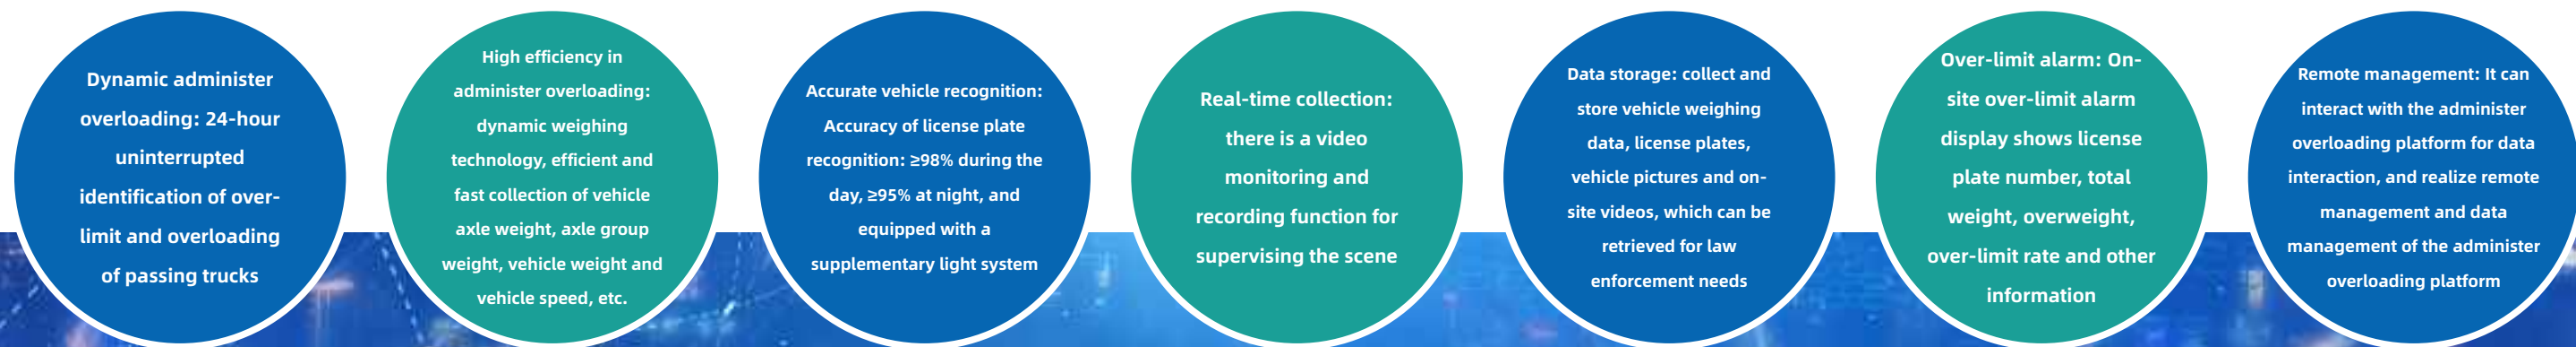 Dynamic administer
overloading: 24-hour
uninterrupted
identification of over-
limit and overloading
of passing trucks
High efficiency in
administer overloading:
dynamic weighing
technology, efficient and
fast collection of vehicle
axle weight, axle group
weight, vehicle weight and
vehicle speed, etc.
Accurate vehicle recognition:
Accuracy of license plate
recognition: ≥98% during the
day, ≥95% at night, and
equipped with a
supplementary light system
Real-time collection:
there is a video
monitoring and
recording function for
supervising the scene
Data storage: collect and
store vehicle weighing
data, license plates,
vehicle pictures and on-
site videos, which can be
retrieved for law
enforcement needs
Over-limit alarm: On-
site over-limit alarm
display shows license
plate number, total
weight, overweight,
over-limit rate and other
information
Remote management: It can
interact with the administer
overloading platform for data
interaction, and realize remote
management and data
management of the administer
overloading platform